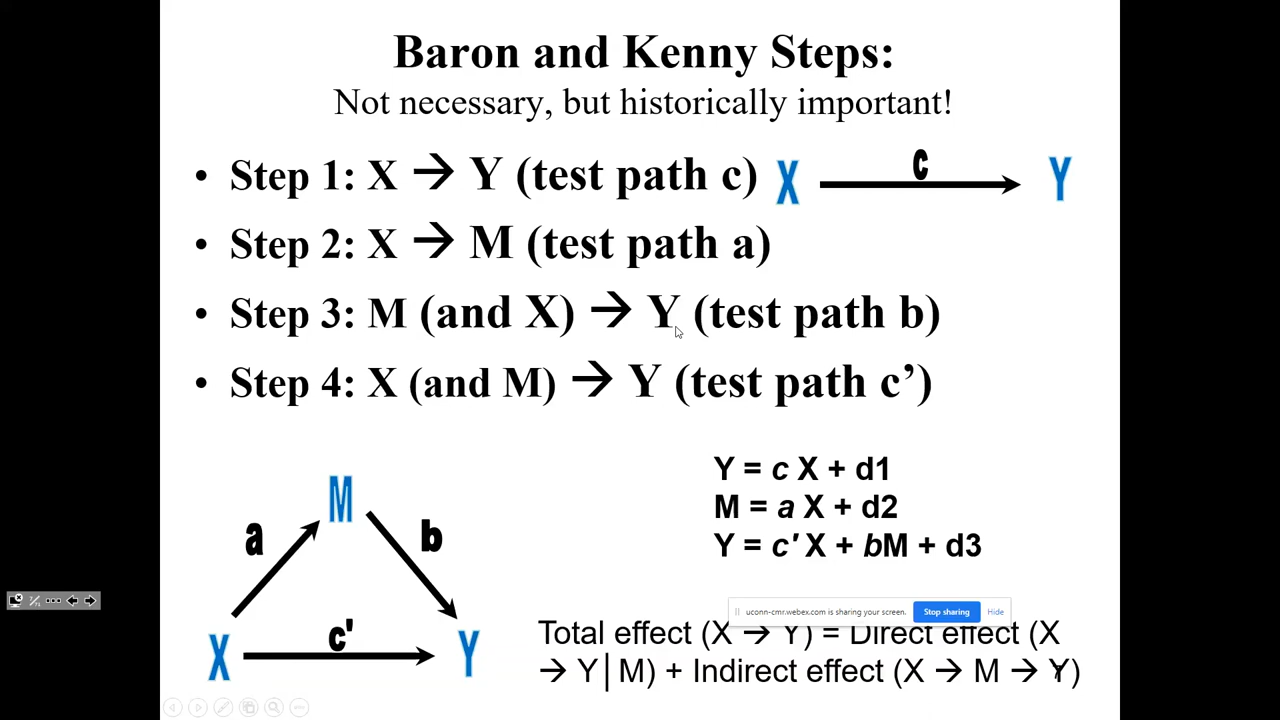 Baron and Kenny Steps:
Not necessary, but historically important!
• Step 1: X → Y (test path c)
X c Y
• Step 2: X → M (test path a)
• Step 3: M (and X) → Y (test path b)
• Step 4: X (and M) → Y (test path c’)
Y = c X + d1
M = a X + d2
Y = c' X + bM + d3
M
a b
c'
X Y
uconn-cmr.webex.com is sharing your screen. Stop sharing Hide
Total effect (X → Y) = Direct effect (X
→ Y|M) + Indirect effect (X → M → Y)